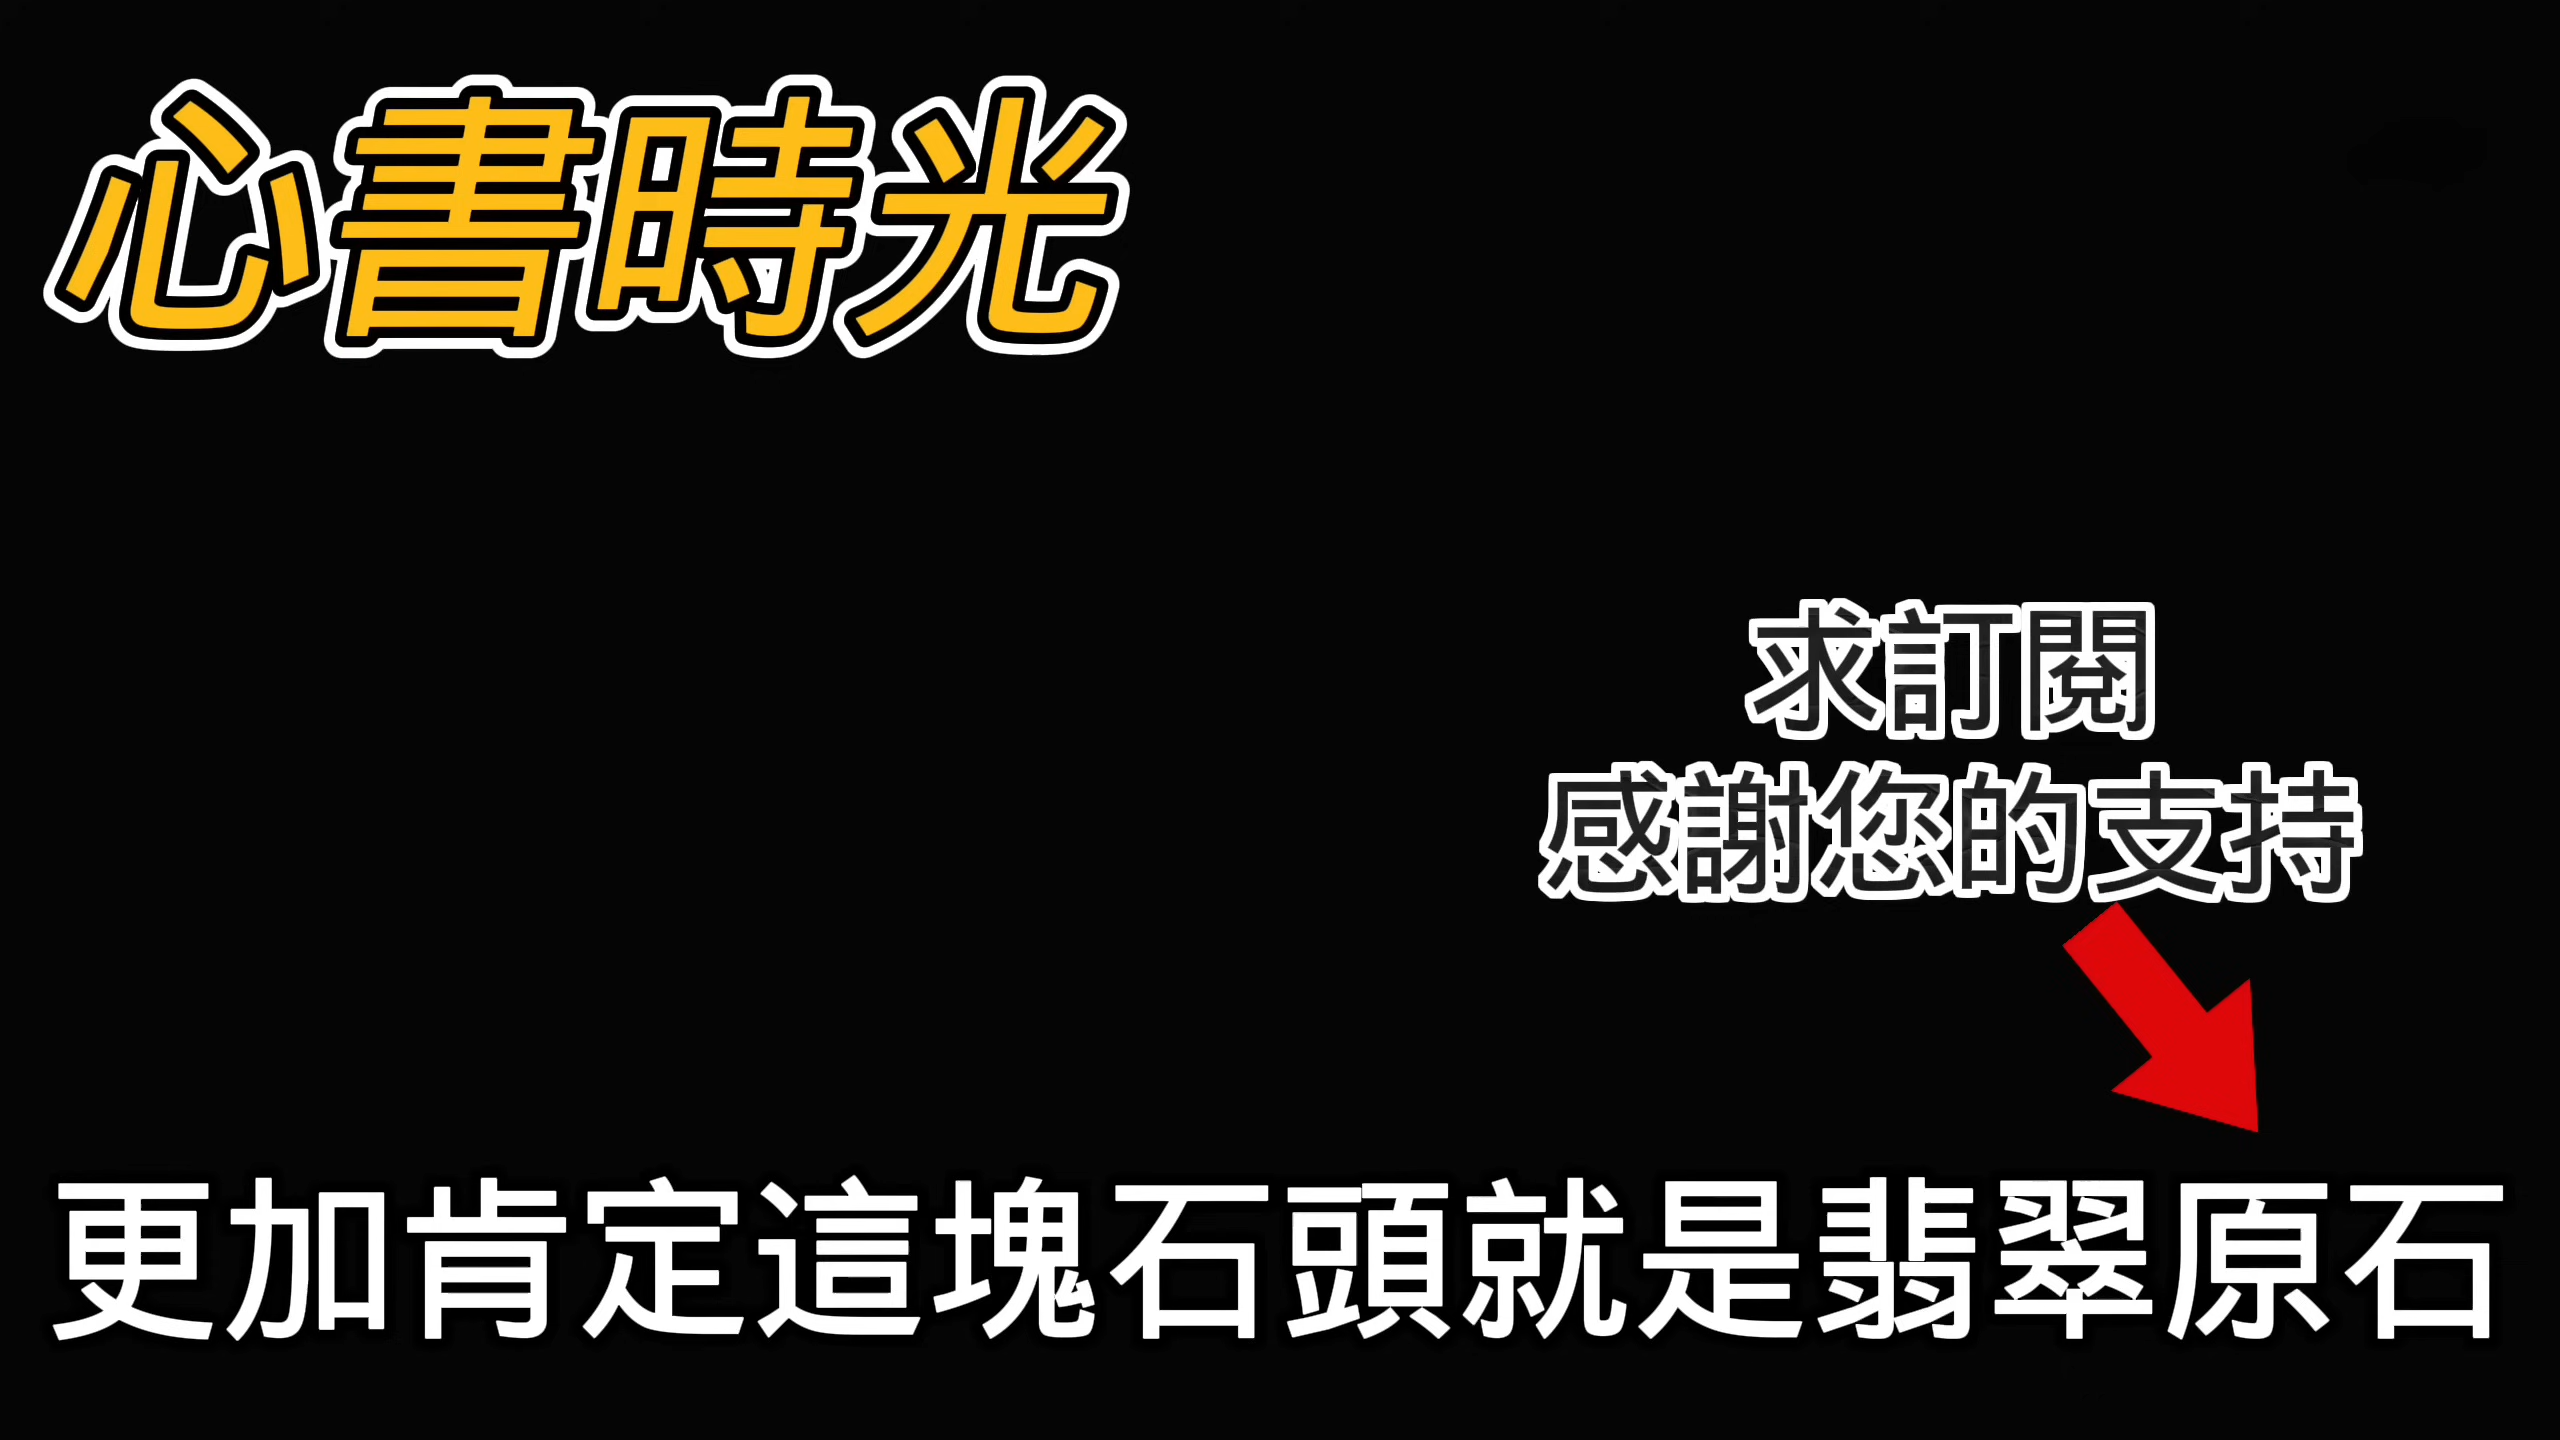 心書時光
求訂閱
感謝您的支持
更加肯定這塊石頭就是翡翠原石